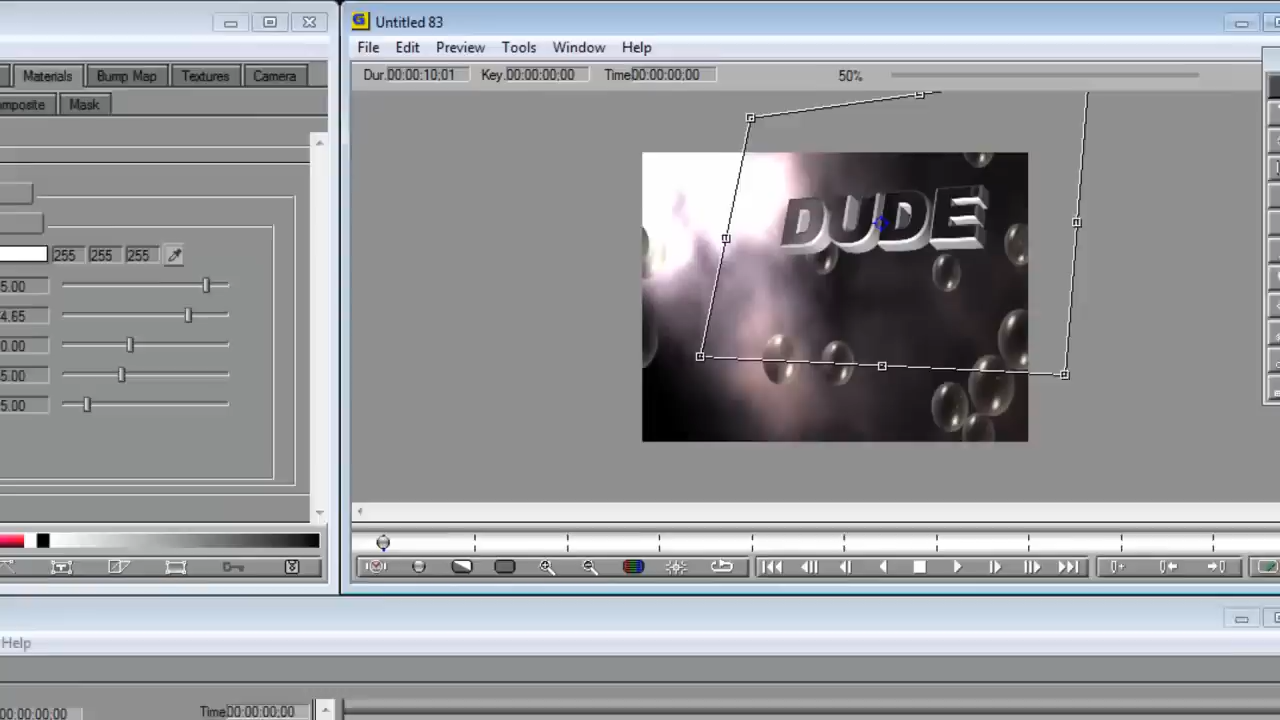 Untitled 83
File Edit Preview Tools Window Help
Dur.00:00:10;01 Key.00:00:00;00 Time00:00:00;00 50%
Materials Bump Map Textures Camera
Mask
DUDE
255 255 255
5.00
4.65
0.00
5.00
5.00
Help
00:00:00;00 Time00:00:00;00